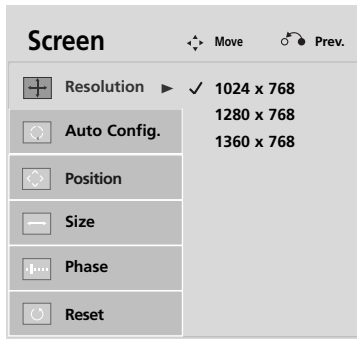 Screen Move Prev.
Resolution 1024 x 768
1280 x 768
Auto Config.
1360 x 768
Position
Size
Phase
Reset